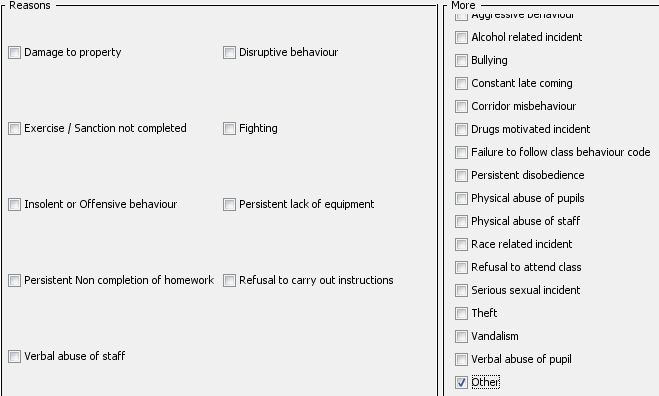 Reasons
Damage to property
Disruptive behaviour
Exercise / Sanction not completed
Fighting
Insolent or Offensive behaviour
Persistent lack of equipment
Persistent Non completion of homework
Refusal to carry out instructions
Verbal abuse of staff
More
Aggressive behaviour
Alcohol related incident
Bullying
Constant late coming
Corridor misbehaviour
Drugs motivated incident
Failure to follow class behaviour code
Persistent disobedience
Physical abuse of pupils
Physical abuse of staff
Race related incident
Refusal to attend class
Serious sexual incident
Theft
Vandalism
Verbal abuse of pupil
Other